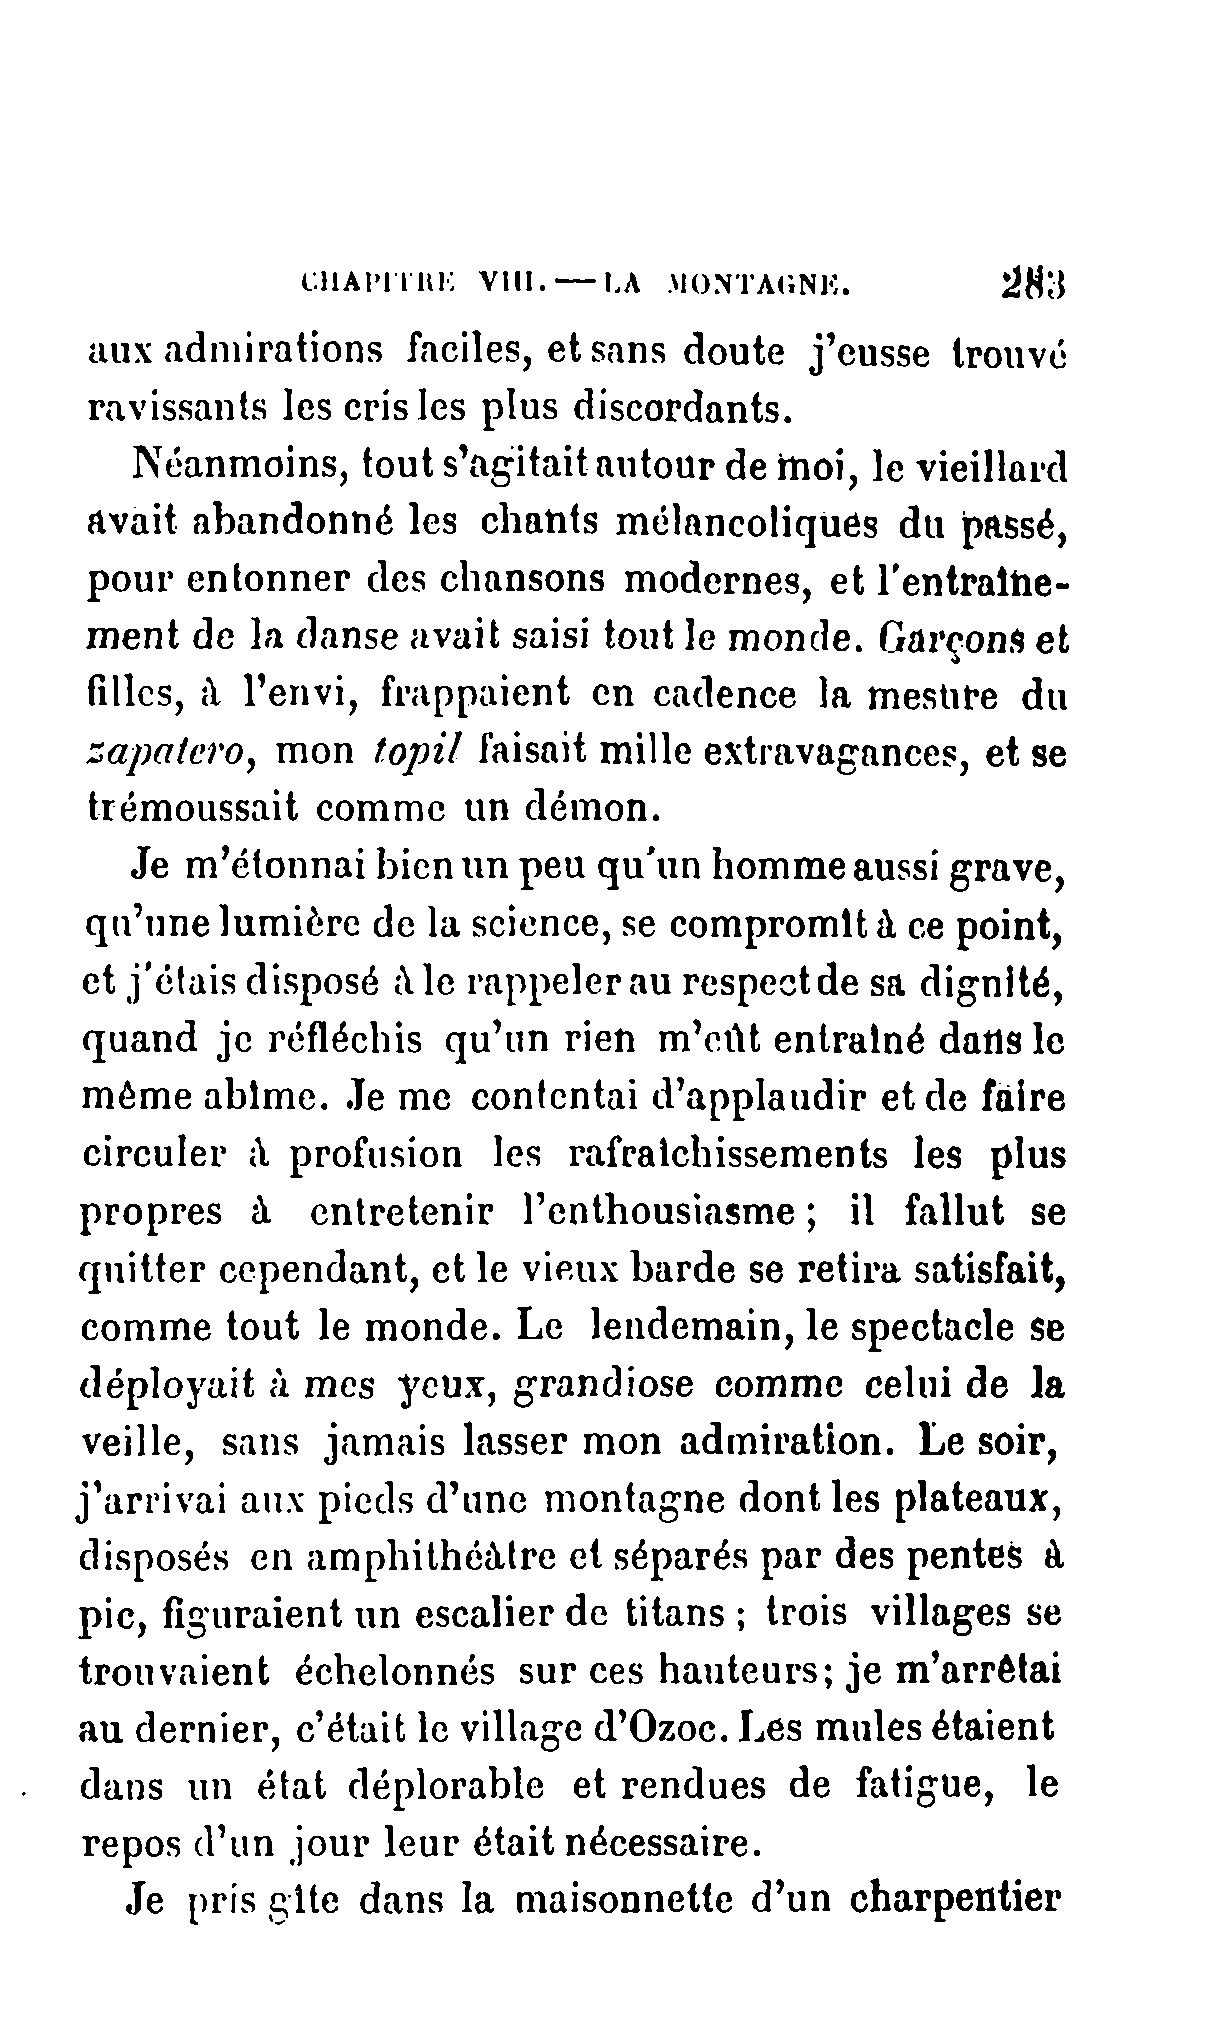 CHAPITRE VIII. — LA MONTAGNE. 283
aux admirations faciles, et sans doute j'eusse trouvé
ravissants les cris les plus discordants.
Néanmoins, tout s'agitait autour de moi, le vieillard
avait abandonné les chants mélancoliques du passé,
pour entonner des chansons modernes, et l'entraîne-
ment de la danse avait saisi tout le monde. Garçons et
filles, à l'envi, frappaient en cadence la mesure du
zapatero, mon topil faisait mille extravagances, et se
trémoussait comme un démon.
Je m'étonnai bien un peu qu'un homme aussi grave,
qu'une lumière de la science, se compromît à ce point,
et j'étais disposé à le rappeler au respect de sa dignité,
quand je réfléchis qu'un rien m'eût entraîné dans le
même abîme. Je me contentai d'applaudir et de faire
circuler à profusion les rafraîchissements les plus
propres à entretenir l'enthousiasme ; il fallut se
quitter cependant, et le vieux barde se retira satisfait,
comme tout le monde. Le lendemain, le spectacle se
déployait à mes yeux, grandiose comme celui de la
veille, sans jamais lasser mon admiration. Le soir,
j'arrivai aux pieds d'une montagne dont les plateaux,
disposés en amphithéâtre et séparés par des pentes à
pic, figuraient un escalier de titans ; trois villages se
trouvaient échelonnés sur ces hauteurs; je m'arrêtai
au dernier, c'était le village d'Ozoc. Les mules étaient
dans un état déplorable et rendues de fatigue, le
repos d'un jour leur était nécessaire.
Je pris gîte dans la maisonnette d'un charpentier